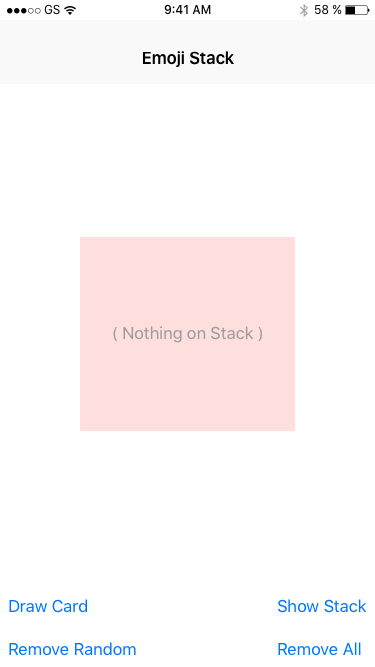 GS 9:41 AM 58 %
Emoji Stack
( Nothing on Stack )
Draw Card Show Stack
Remove Random Remove All